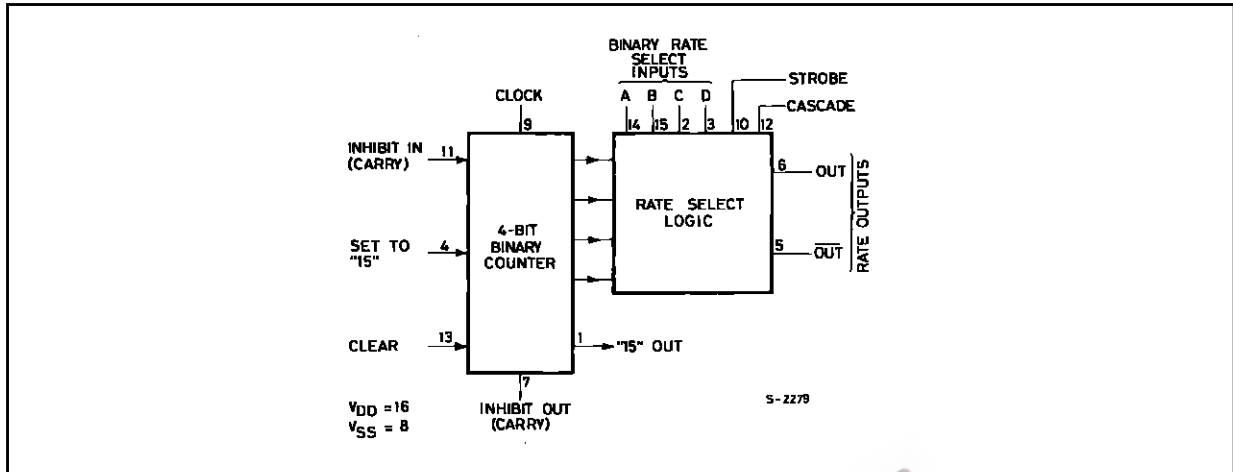 BINARY RATE
SELECT
INPUTS
STROBE
CASCADE
A B C D
14 15 2 3 10 12
CLOCK
9
INHIBIT IN
(CARRY)
11
SET TO
"15"
4
CLEAR
13
4-BIT
BINARY
COUNTER
RATE SELECT
LOGIC
6
OUT
5
OUT
RATE OUTPUTS
1
"15" OUT
7
INHIBIT OUT
(CARRY)
VDD =16
VSS = 8
S-2279